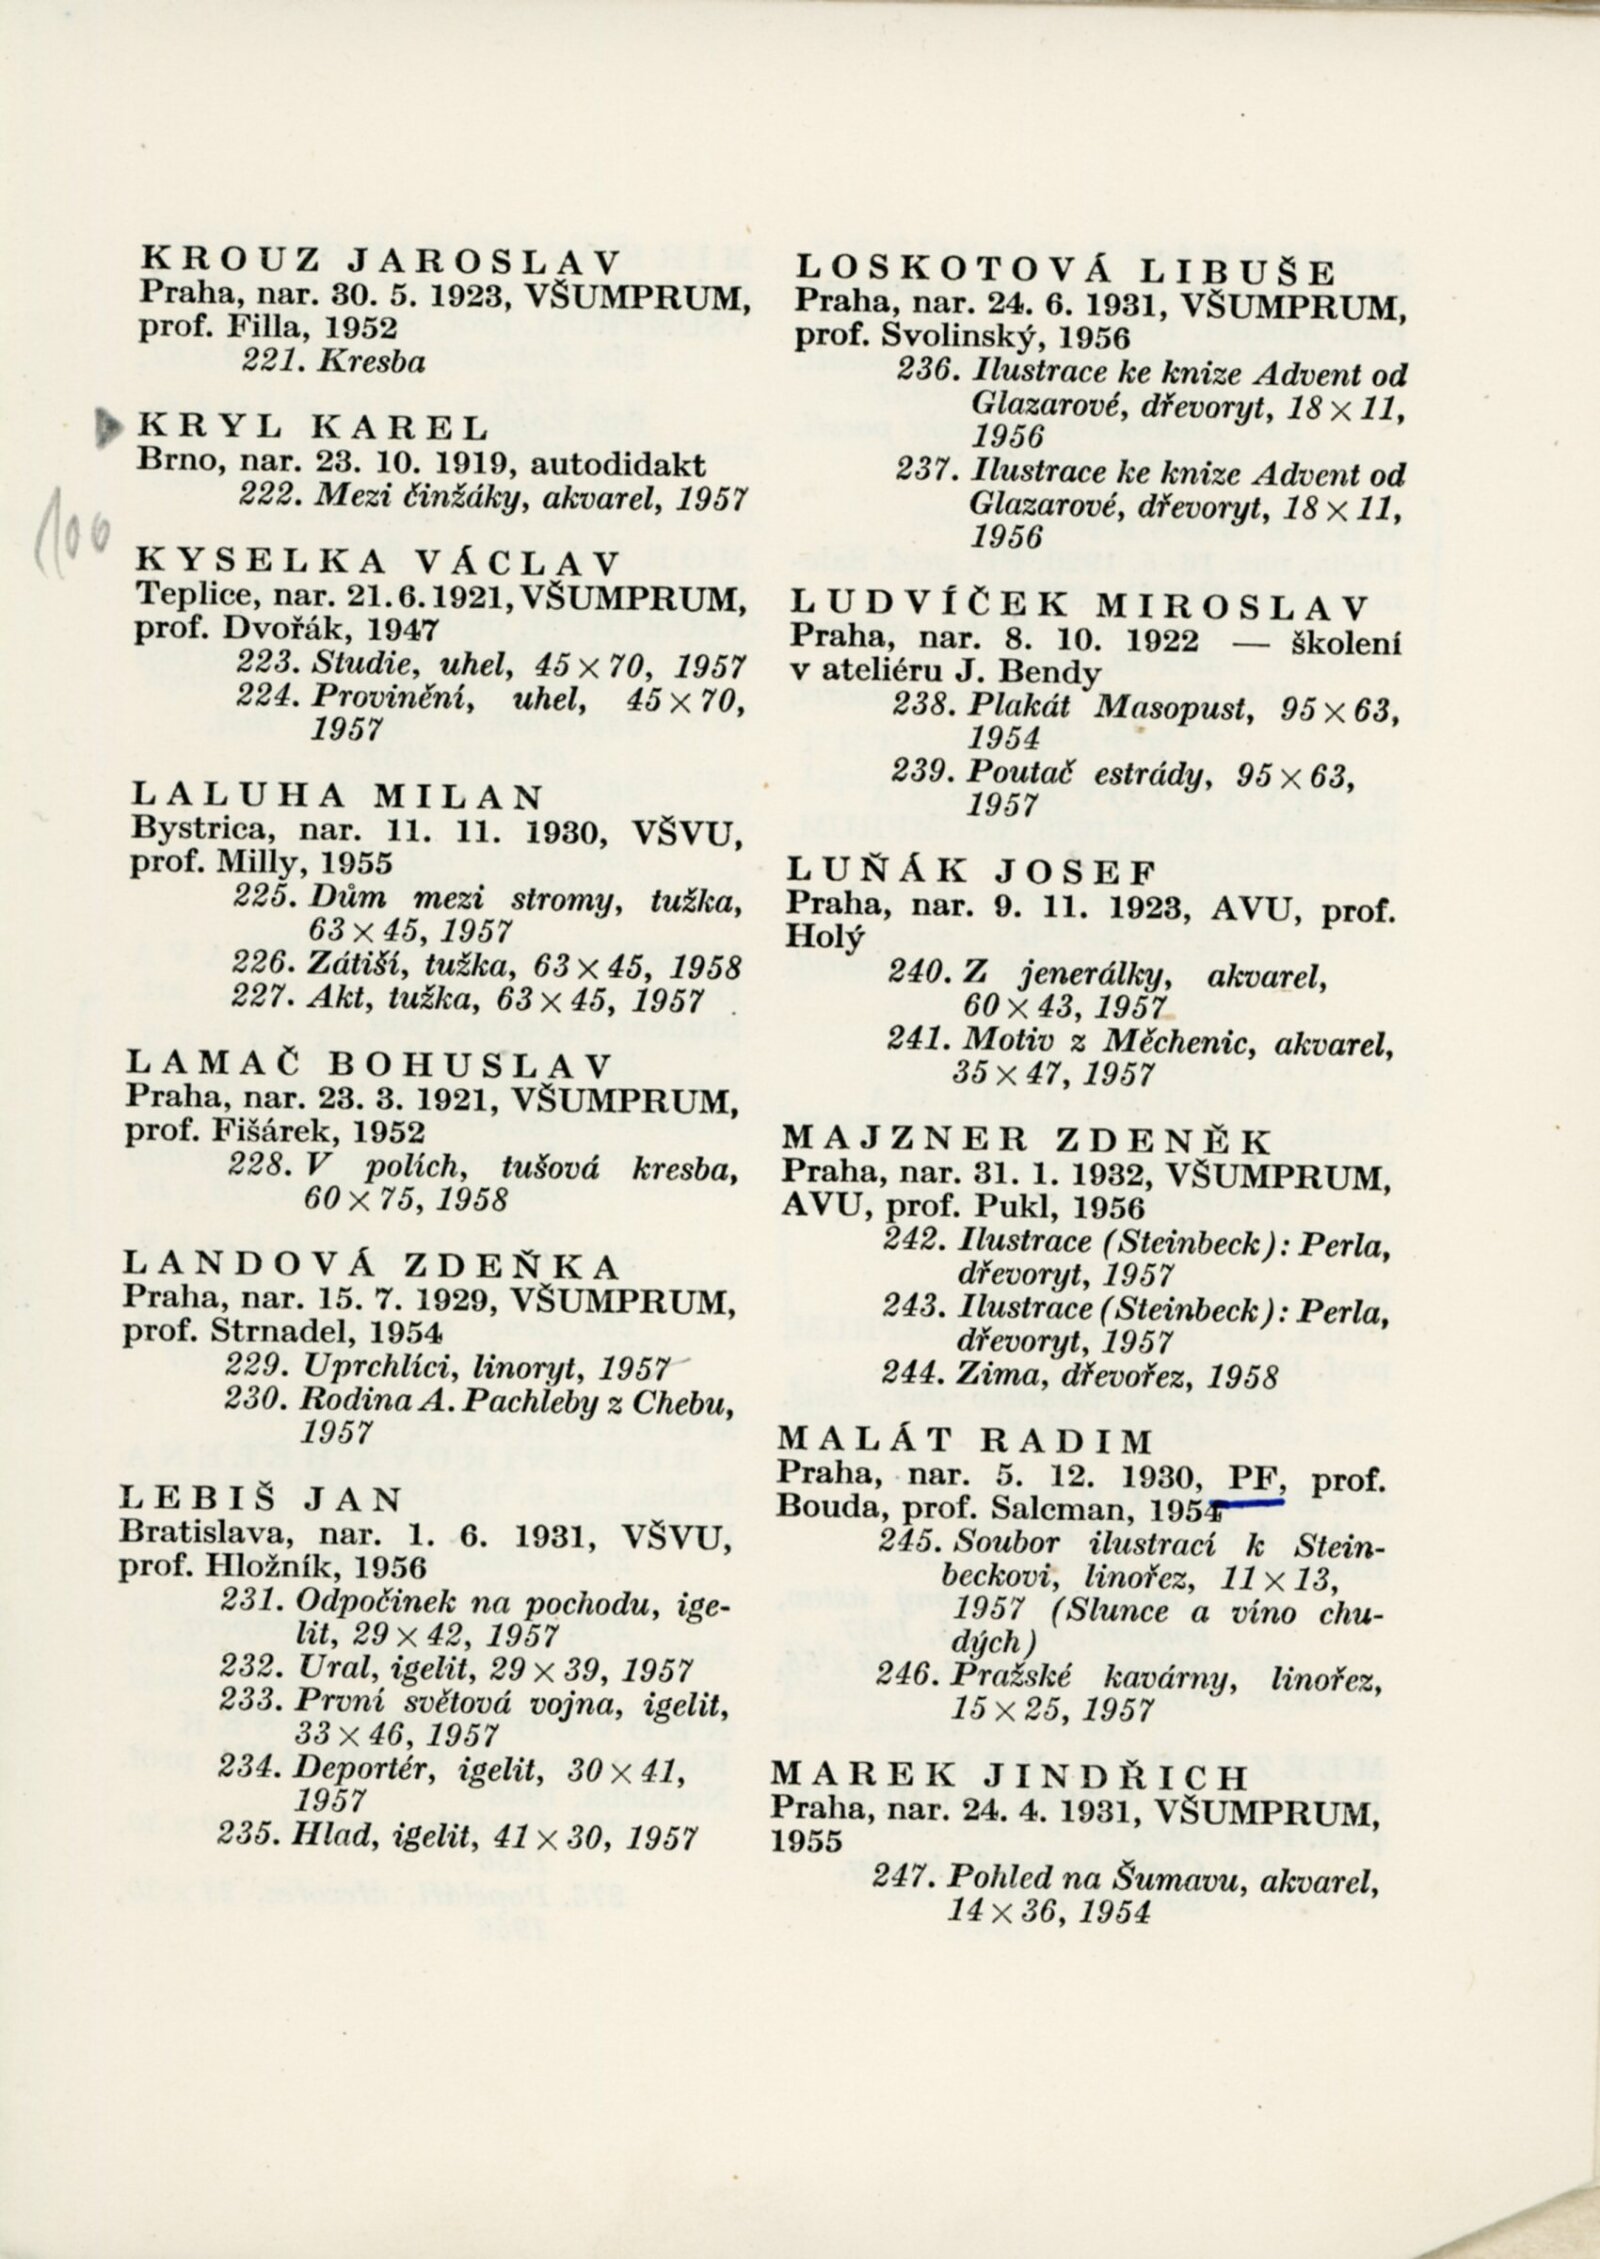 KROUZ JAROSLAV
Praha, nar. 30. 5. 1923, VŠUMPRUM,
prof. Filla, 1952
221. Kresba
KRYL KAREL
Brno, nar. 23. 10. 1919, autodidakt
222. Mezi činžáky, akvarel, 1957
100
KYSELKA VÁCLAV
Teplice, nar. 21. 6. 1921, VŠUMPRUM,
prof. Dvořák, 1947
223. Studie, uhel, 45 × 70, 1957
224. Provinění, uhel, 45 × 70,
1957
LALUHA MILAN
Bystrica, nar. 11. 11. 1930, VŠVU,
prof. Milly, 1955
225. Dům mezi stromy, tužka,
63 × 45, 1957
226. Zátiší, tužka, 63 × 45, 1958
227. Akt, tužka, 63 × 45, 1957
LAMAČ BOHUSLAV
Praha, nar. 23. 3. 1921, VŠUMPRUM,
prof. Fišárek, 1952
228. V polích, tušová kresba,
60 × 75, 1958
LANDOVÁ ZDEŇKA
Praha, nar. 15. 7. 1929, VŠUMPRUM,
prof. Strnadel, 1954
229. Uprchlíci, linoryt, 1957
230. Rodina A. Pachleby z Chebu,
1957
LEBIŠ JAN
Bratislava, nar. 1. 6. 1931, VŠVU,
prof. Hložník, 1956
231. Odpočinek na pochodu, ige-
lit, 29 × 42, 1957
232. Ural, igelit, 29 × 39, 1957
233. První světová vojna, igelit,
33 × 46, 1957
234. Deportér, igelit, 30 × 41,
1957
235. Hlad, igelit, 41 × 30, 1957
LOSKOTOVÁ LIBUŠE
Praha, nar. 24. 6. 1931, VŠUMPRUM,
prof. Svolinský, 1956
236. Ilustrace ke knize Advent od
Glazarové, dřevoryt, 18 × 11,
1956
237. Ilustrace ke knize Advent od
Glazarové, dřevoryt, 18 × 11,
1956
LUDVÍČEK MIROSLAV
Praha, nar. 8. 10. 1922 — školení
v ateliéru J. Bendy
238. Plakát Masopust, 95 × 63,
1954
239. Poutač estrády, 95 × 63,
1957
LUŇÁK JOSEF
Praha, nar. 9. 11. 1923, AVU, prof.
Holý
240. Z jenerálky, akvarel,
60 × 43, 1957
241. Motiv z Měchenic, akvarel,
35 × 47, 1957
MAJZNER ZDENĚK
Praha, nar. 31. 1. 1932, VŠUMPRUM,
AVU, prof. Pukl, 1956
242. Ilustrace (Steinbeck): Perla,
dřevoryt, 1957
243. Ilustrace (Steinbeck): Perla,
dřevoryt, 1957
244. Zima, dřevořez, 1958
MALÁT RADIM
Praha, nar. 5. 12. 1930, PF, prof.
Bouda, prof. Salcman, 1954
245. Soubor ilustrací k Stein-
beckovi, linořez, 11 × 13,
1957 (Slunce a víno chu-
dých)
246. Pražské kavárny, linořez,
15 × 25, 1957
MAREK JINDŘICH
Praha, nar. 24. 4. 1931, VŠUMPRUM,
1955
247. Pohled na Šumavu, akvarel,
14 × 36, 1954